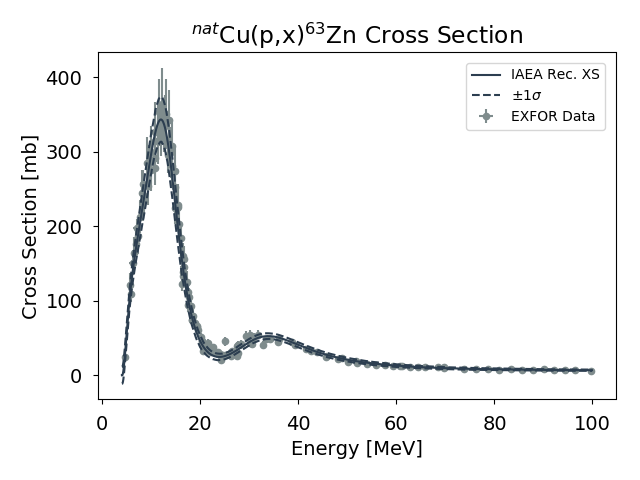 natCu(p,x)63Zn Cross Section
400
300
200
100
0
Cross Section [mb]
IAEA Rec. XS
±1σ
EXFOR Data
0 20 40 60 80 100
Energy [MeV]